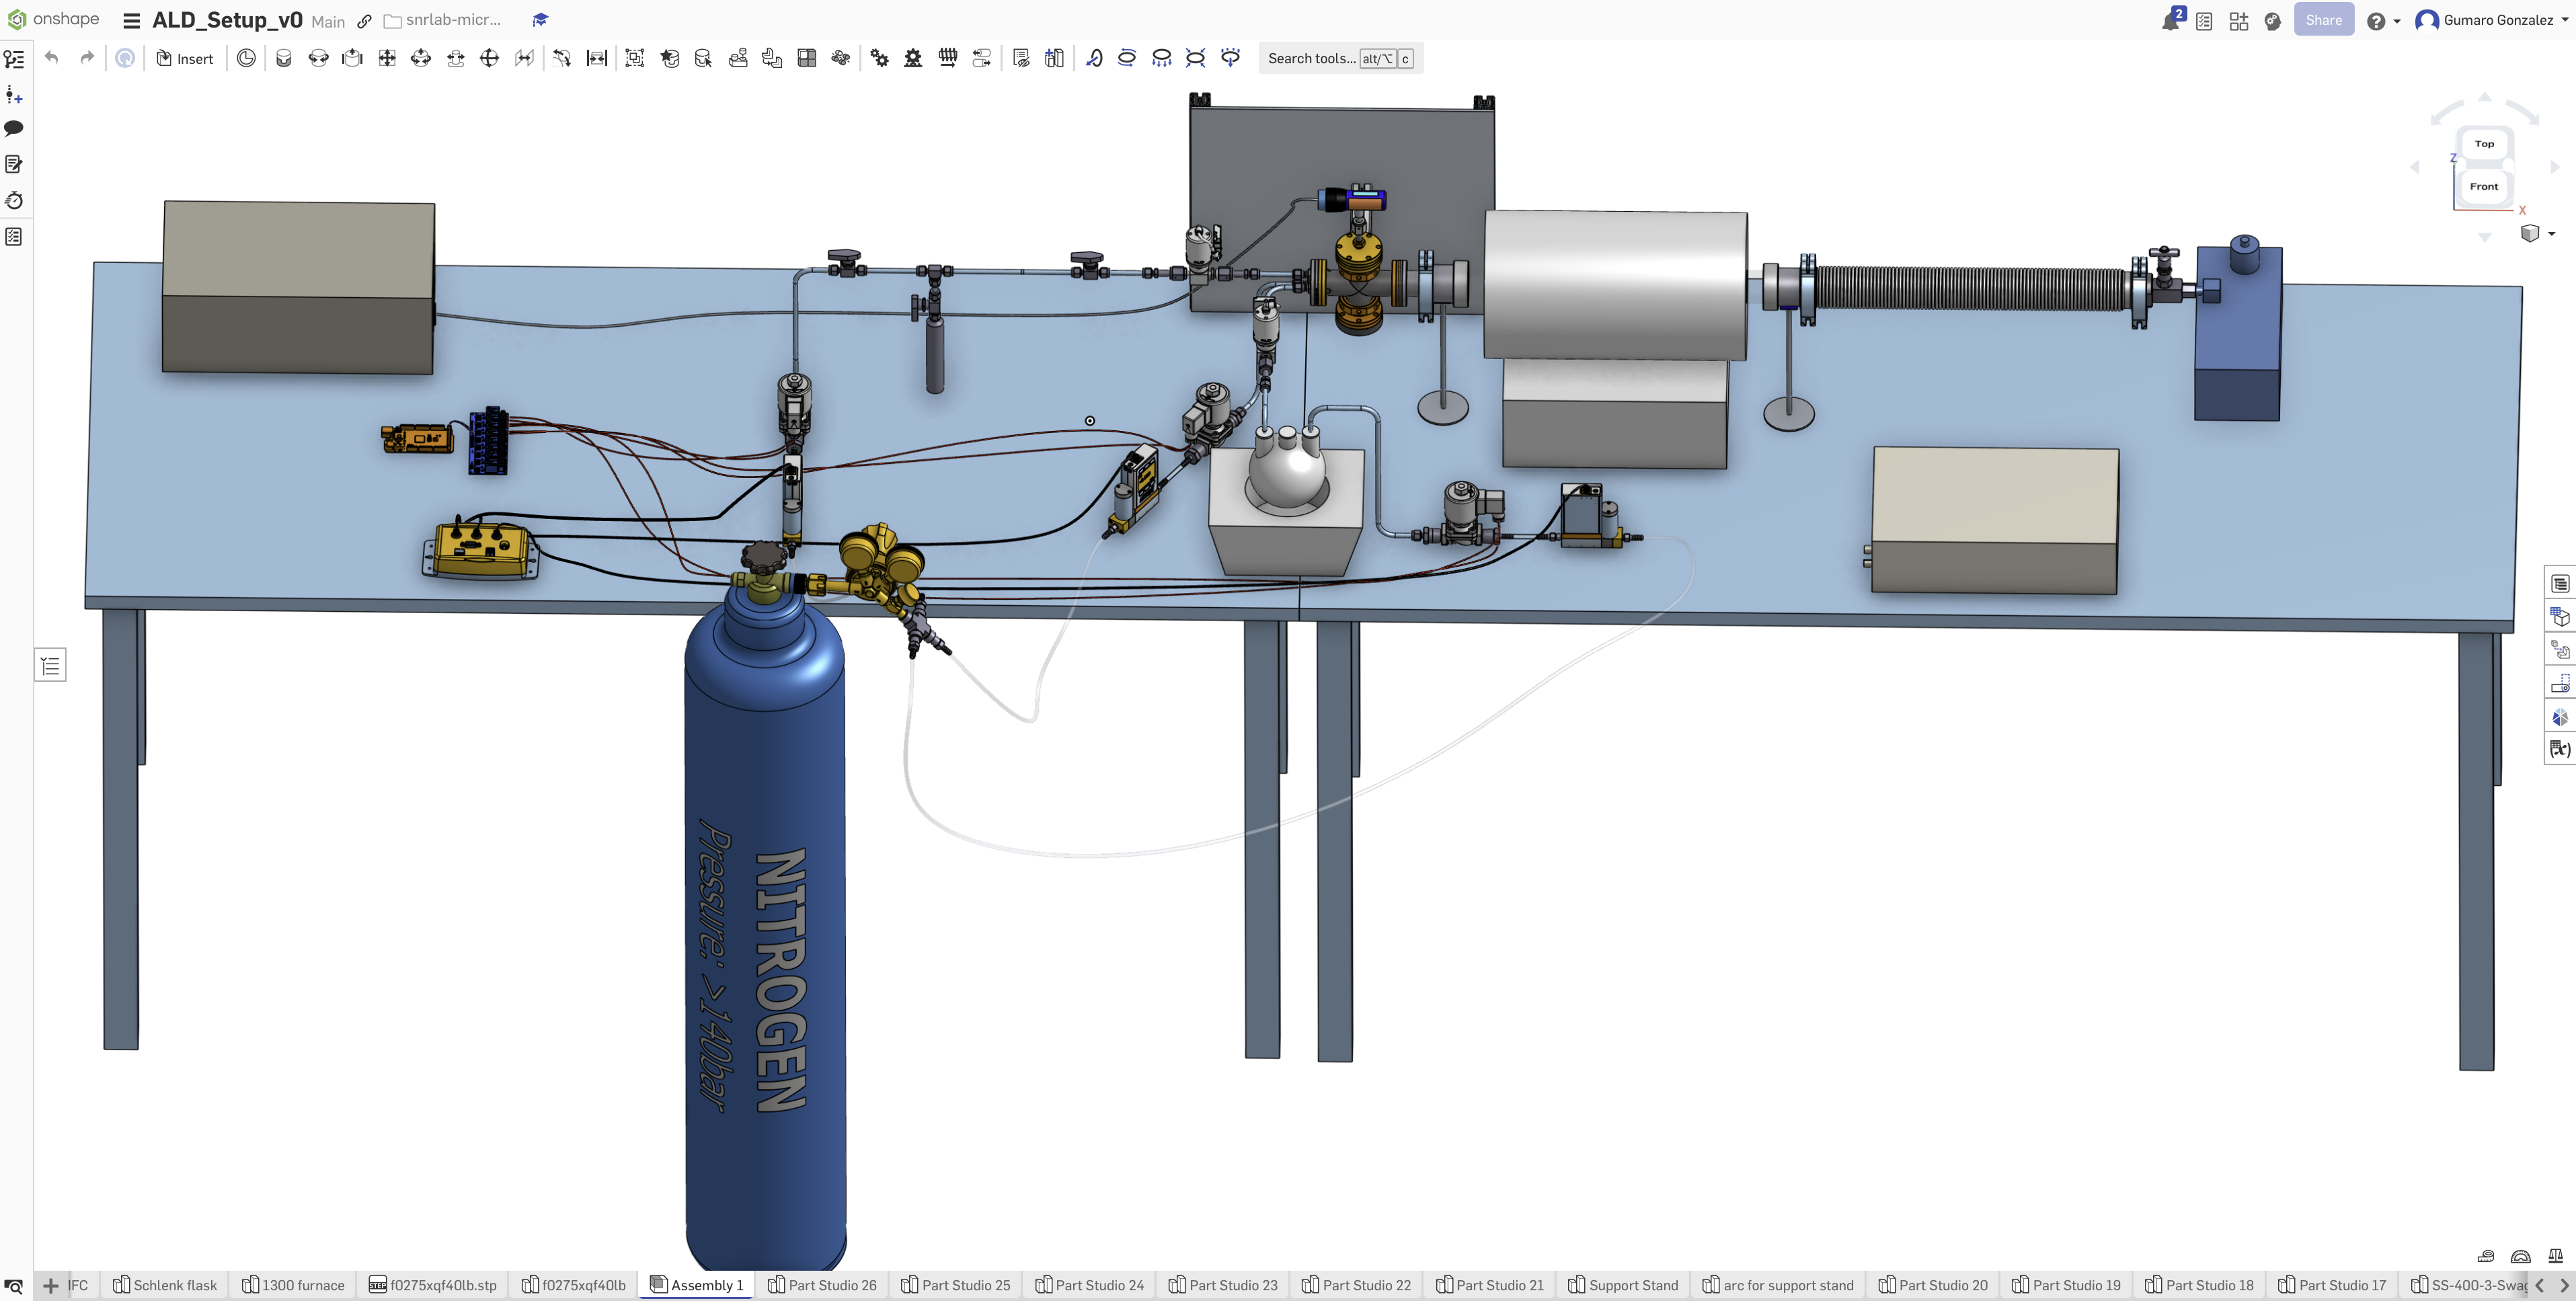 onshape
ALD_Setup_v0 Main snrlab-micr...
2
Share
Gumaro Gonzalez
Insert
Search tools... alt/⌥ c
Top
Z
Front
X
NITROGEN
Pressure: >140bar
IFC
Schlenk flask
1300 furnace
f0275xqf40lb.stp
f0275xqf40lb
Assembly 1
Part Studio 26
Part Studio 25
Part Studio 24
Part Studio 23
Part Studio 22
Part Studio 21
Support Stand
arc for support stand
Part Studio 20
Part Studio 19
Part Studio 18
Part Studio 17
SS-400-3-Swag